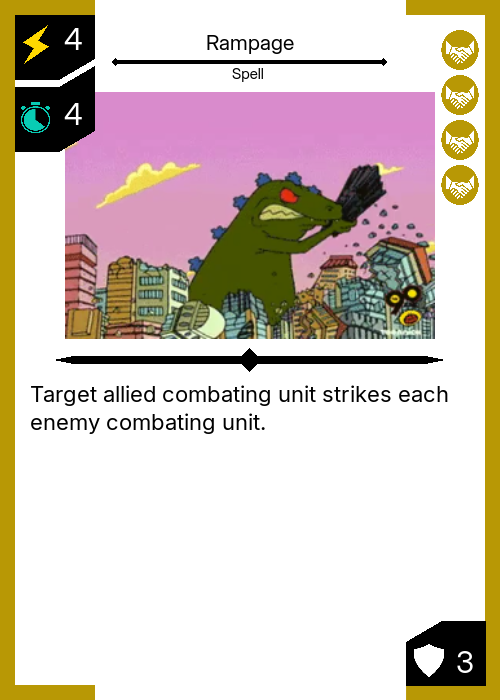 4
Rampage
Spell
4
Target allied combating unit strikes each
enemy combating unit.
3